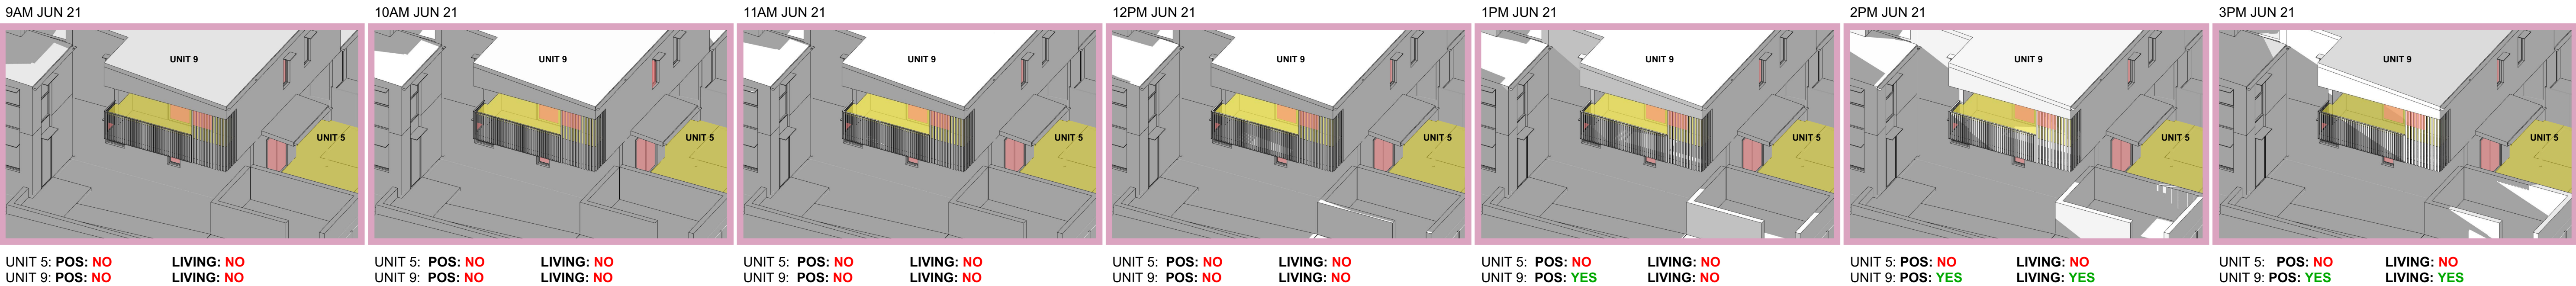 9AM JUN 21
UNIT 9
UNIT 5
UNIT 5: POS: NO LIVING: NO
UNIT 9: POS: NO LIVING: NO
10AM JUN 21
UNIT 9
UNIT 5
UNIT 5: POS: NO LIVING: NO
UNIT 9: POS: NO LIVING: NO
11AM JUN 21
UNIT 9
UNIT 5
UNIT 5: POS: NO LIVING: NO
UNIT 9: POS: NO LIVING: NO
12PM JUN 21
UNIT 9
UNIT 5
UNIT 5: POS: NO LIVING: NO
UNIT 9: POS: NO LIVING: NO
1PM JUN 21
UNIT 9
UNIT 5
UNIT 5: POS: NO LIVING: NO
UNIT 9: POS: YES LIVING: NO
2PM JUN 21
UNIT 9
UNIT 5
UNIT 5: POS: NO LIVING: NO
UNIT 9: POS: YES LIVING: YES
3PM JUN 21
UNIT 9
UNIT 5
UNIT 5: POS: NO LIVING: NO
UNIT 9: POS: YES LIVING: YES